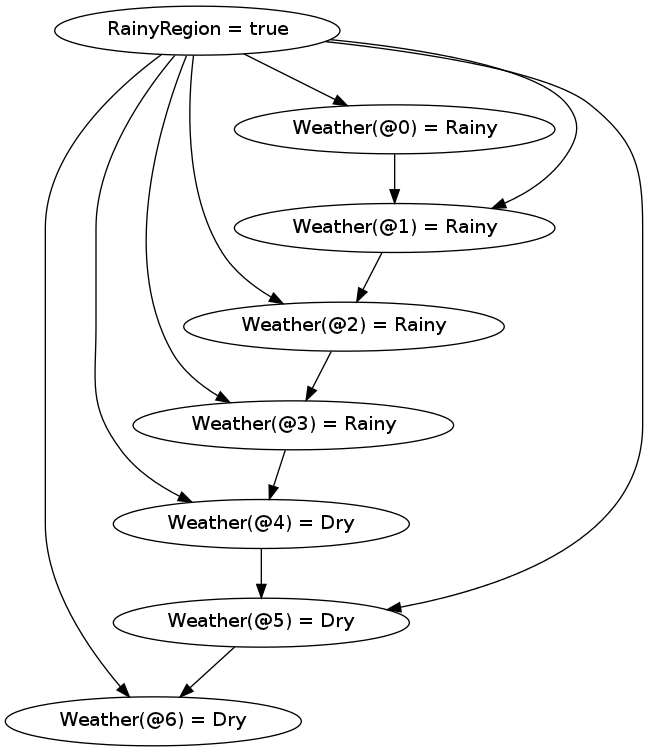 RainyRegion = true
Weather(@0) = Rainy
Weather(@1) = Rainy
Weather(@2) = Rainy
Weather(@3) = Rainy
Weather(@4) = Dry
Weather(@5) = Dry
Weather(@6) = Dry